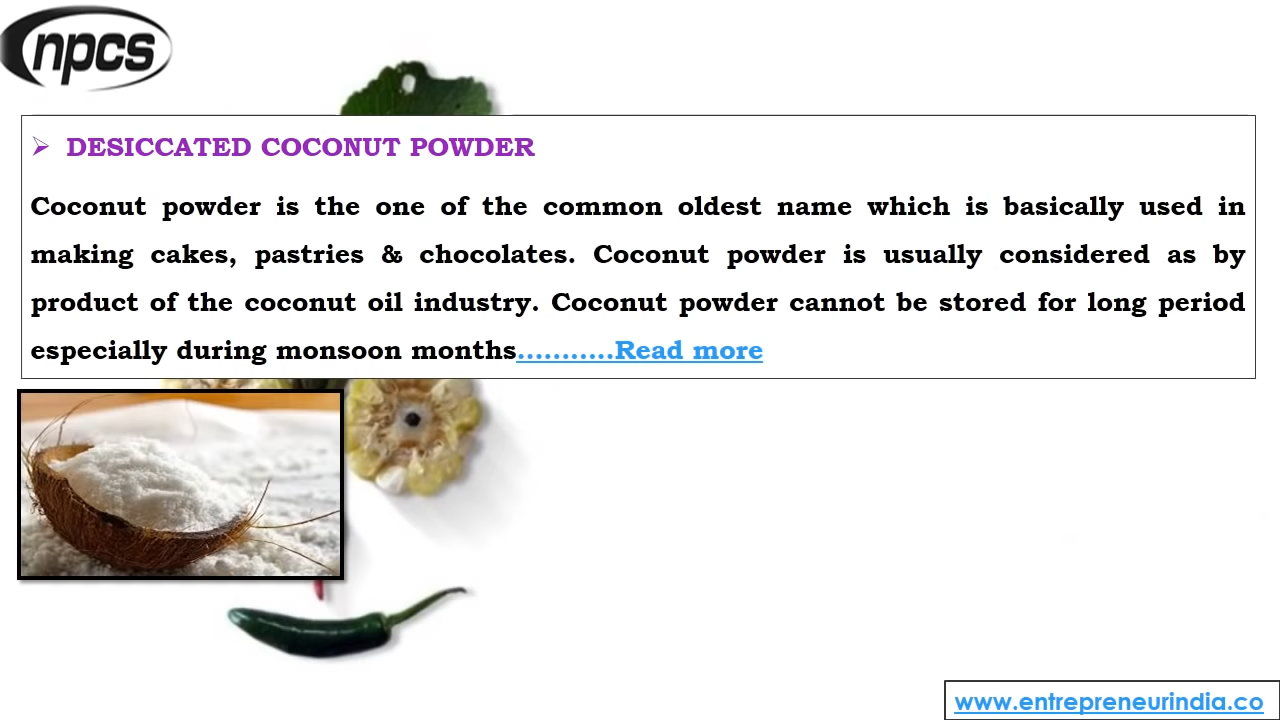 npcs
DESICCATED COCONUT POWDER
Coconut powder is the one of the common oldest name which is basically used in
making cakes, pastries & chocolates. Coconut powder is usually considered as by
product of the coconut oil industry. Coconut powder cannot be stored for long period
especially during monsoon months...........Read more
www.entrepreneurindia.co